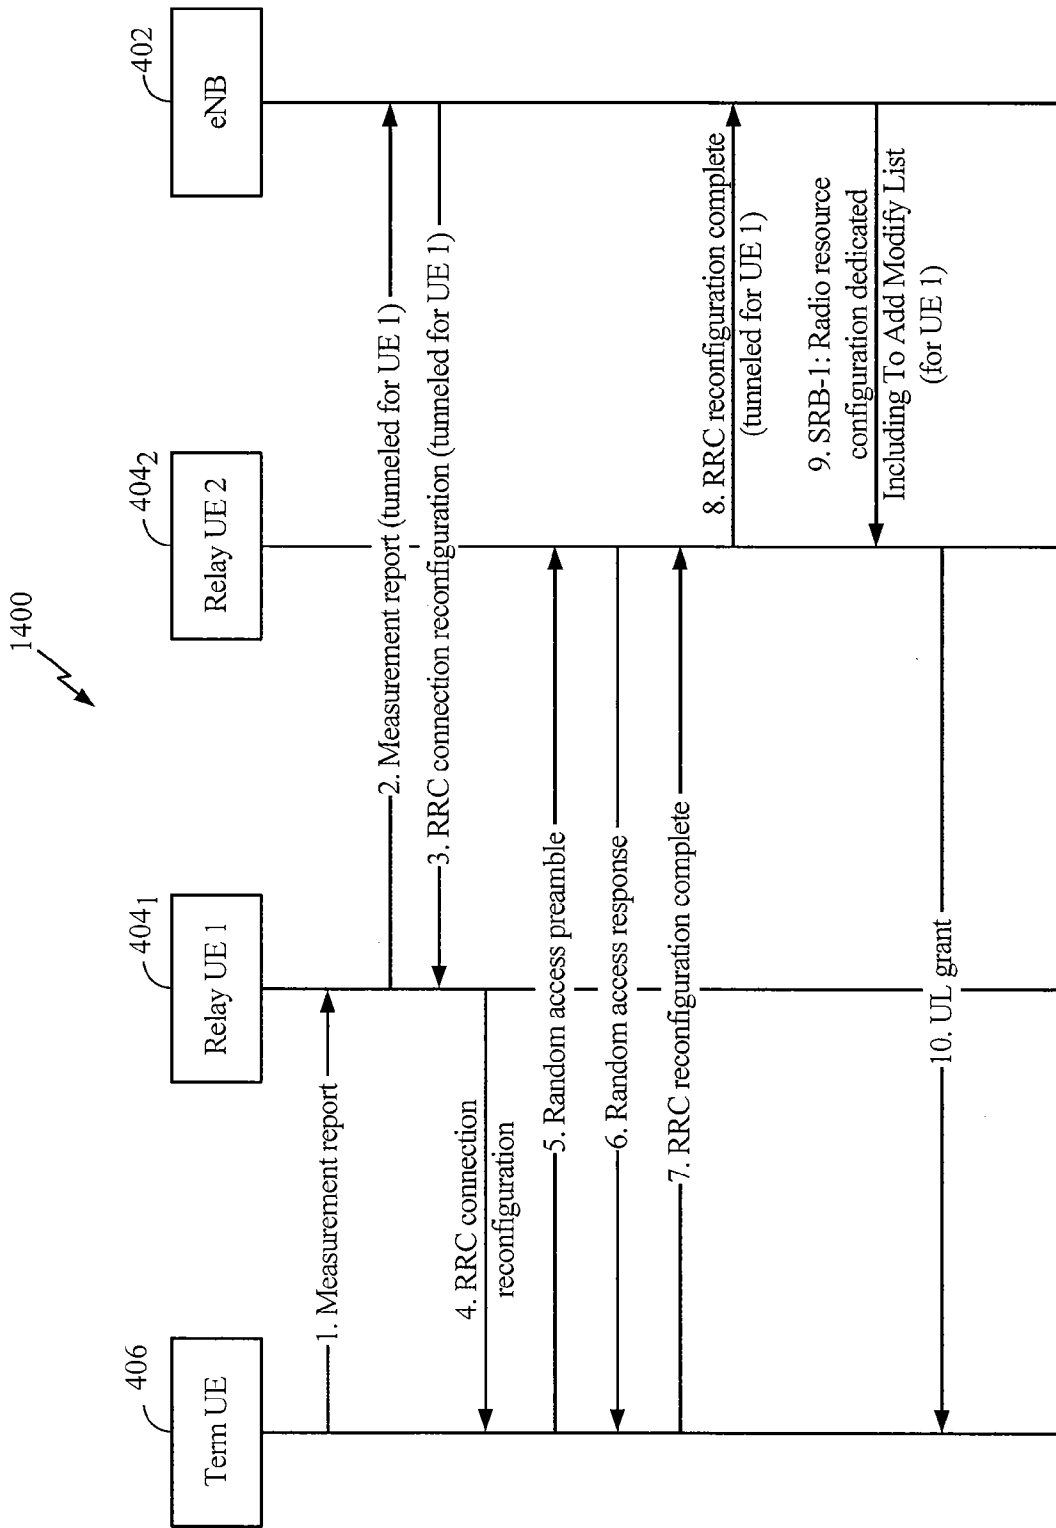 1400
406
404₁
404₂
402
Term UE
Relay UE 1
Relay UE 2
eNB
1. Measurement report
2. Measurement report (tunneled for UE 1)
3. RRC connection reconfiguration (tunneled for UE 1)
4. RRC connection
reconfiguration
5. Random access preamble
6. Random access response
7. RRC reconfiguration complete
8. RRC reconfiguration complete
(tunneled for UE 1)
9. SRB-1: Radio resource
configuration dedicated
Including To Add Modify List
(for UE 1)
10. UL grant